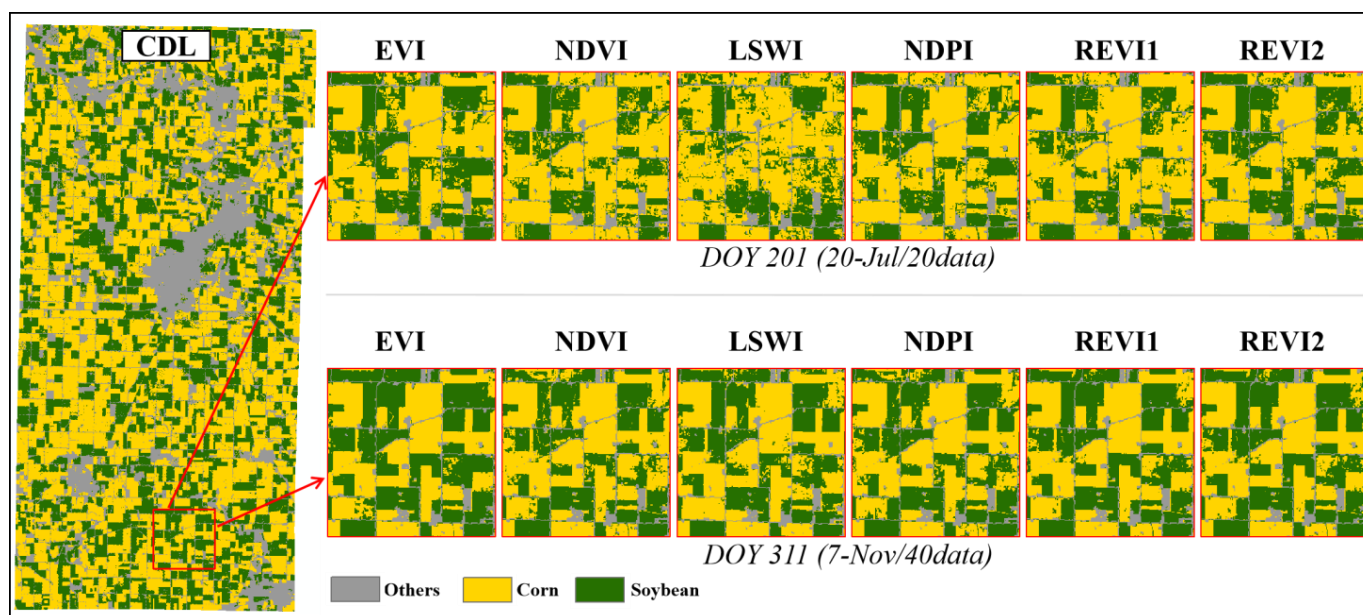 CDL
EVI NDVI LSWI NDPI REVI1 REVI2
DOY 201 (20-Jul/20data)
EVI NDVI LSWI NDPI REVI1 REVI2
DOY 311 (7-Nov/40data)
Others Corn Soybean